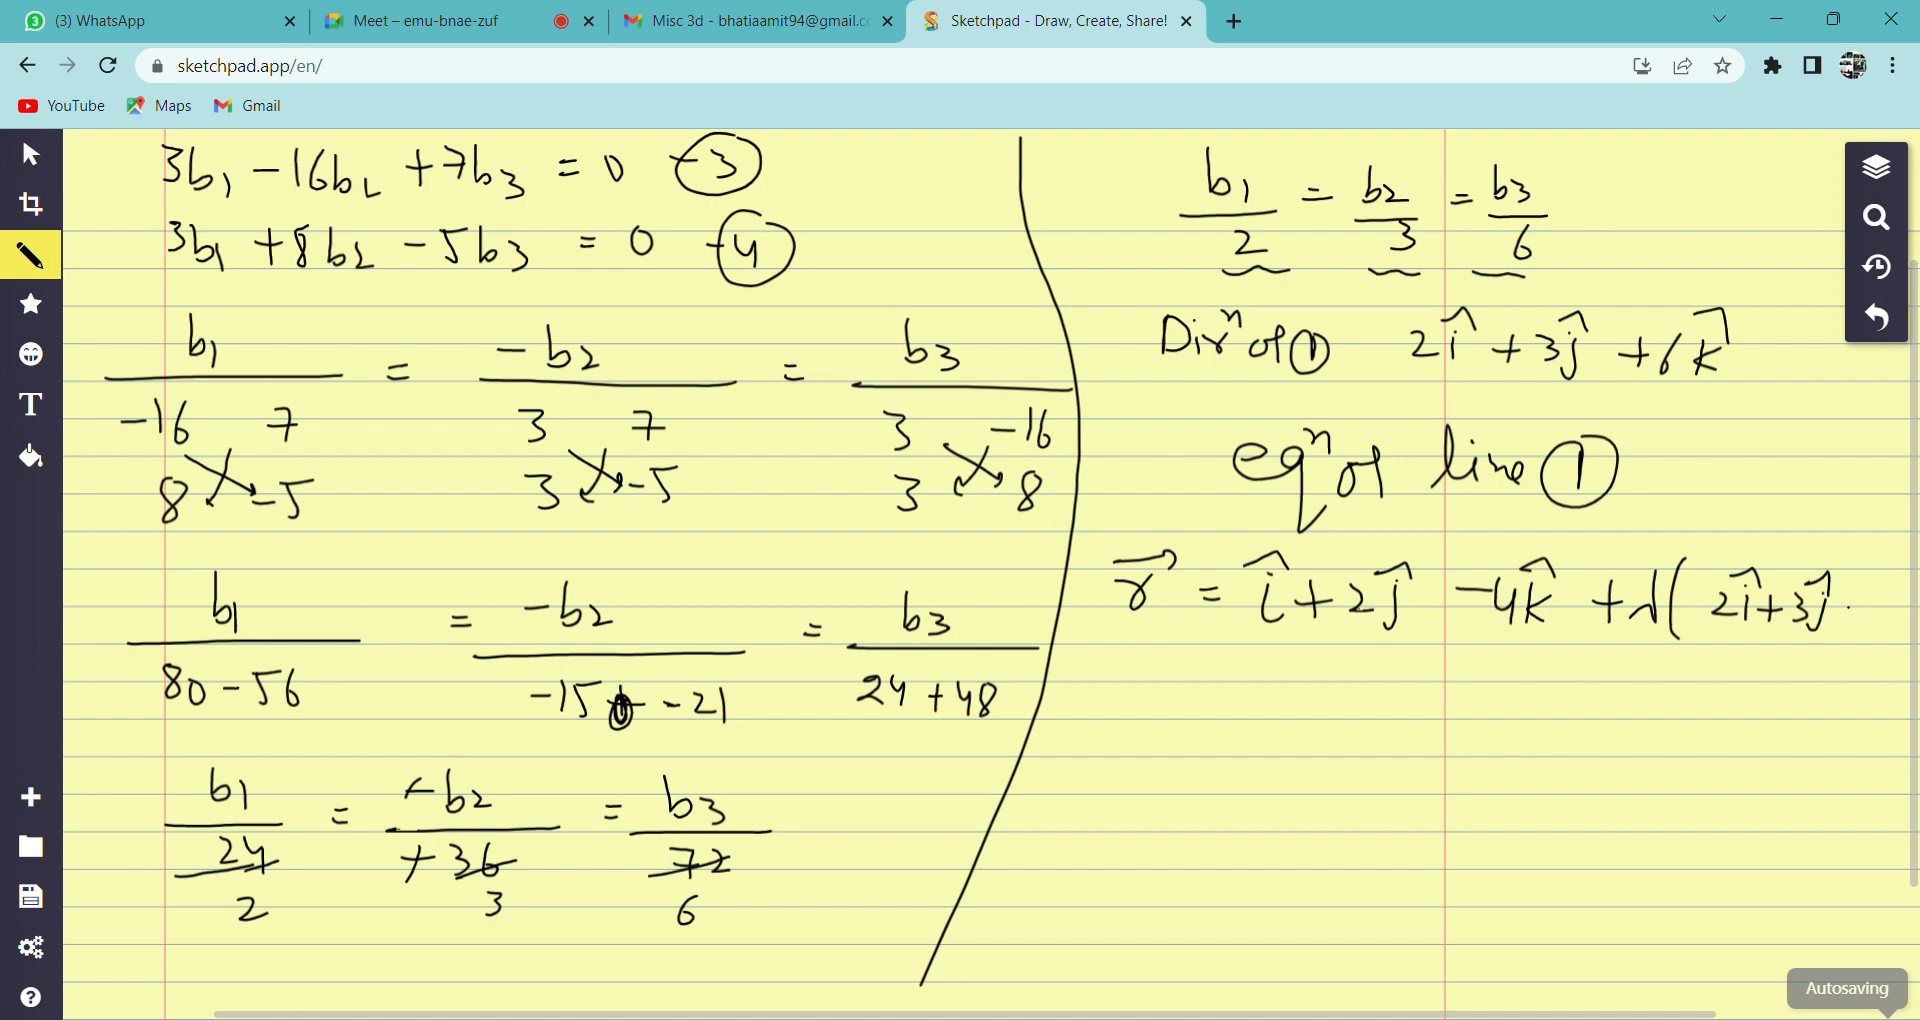 (3) WhatsApp
Meet – emu-bnae-zuf
Misc 3d - bhatiaamit94@gmail.cc
Sketchpad - Draw, Create, Share!
sketchpad.app/en/
YouTube Maps Gmail
3b₁ − 16b₂ + 7b₃ = 0 −3
3b₁ + 8b₂ − 5b₃ = 0 −4
b₁ = −b₂ = b₃
−16 7 3 7 3 −16
8 −5 3 −5 3 8
b₁ = −b₂ = b₃
80 − 56 −15 − 21 24 + 48
b₁ = −b₂ = b₃
24 + 36 72
2 3 6
b₁ = b₂ = b₃
2 3 6
Dirⁿ of ① 2î + 3ĵ + 6k̂
eqⁿ of line ①
r⃗ = î + 2ĵ − 4k̂ + λ( 2î + 3ĵ
T
Autosaving